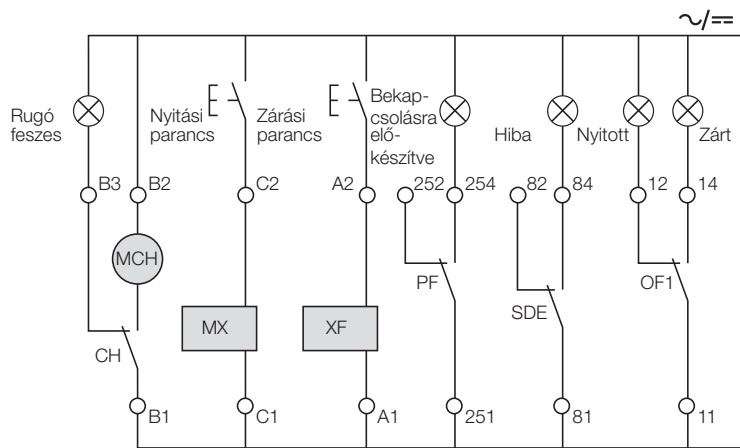 ∼/⎓
Rugó
feszes
Nyitási
parancs
Zárási
parancs
Bekap-
csolásra
elő-
készítve
Hiba
Nyitott
Zárt
B3
B2
C2
A2
252
254
82
84
12
14
MCH
CH
MX
XF
PF
SDE
OF1
B1
C1
A1
251
81
11